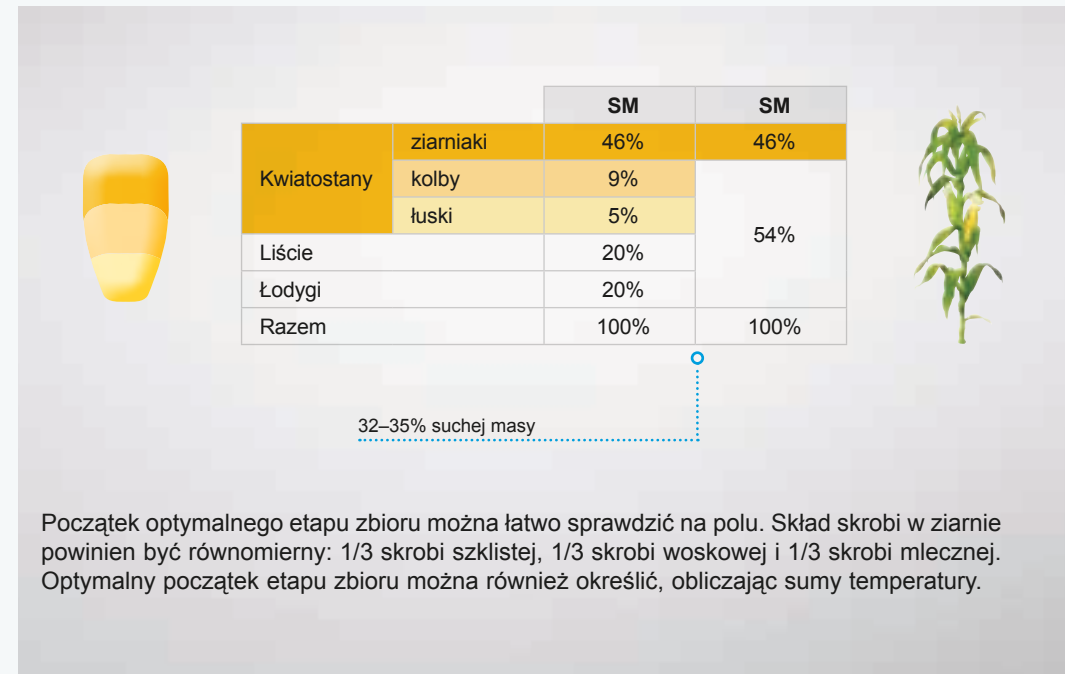 SM SM
Kwiatostany ziarniaki 46% 46%
kolby 9%
łuski 5%
54%
Liście 20%
Łodygi 20%
Razem 100% 100%
32–35% suchej masy
Początek optymalnego etapu zbioru można łatwo sprawdzić na polu. Skład skrobi w ziarnie
powinien być równomierny: 1/3 skrobi szklistej, 1/3 skrobi woskowej i 1/3 skrobi mlecznej.
Optymalny początek etapu zbioru można również określić, obliczając sumy temperatury.